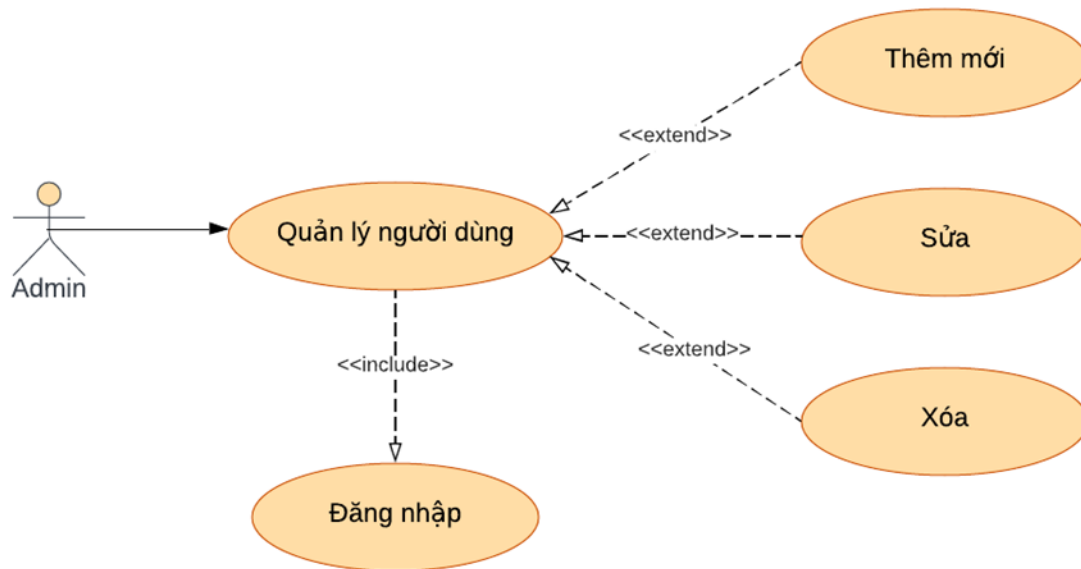 Thêm mới
<<extend>>
Quản lý người dùng
<<extend>>
Sửa
Admin
<<extend>>
<<include>>
Xóa
Đăng nhập